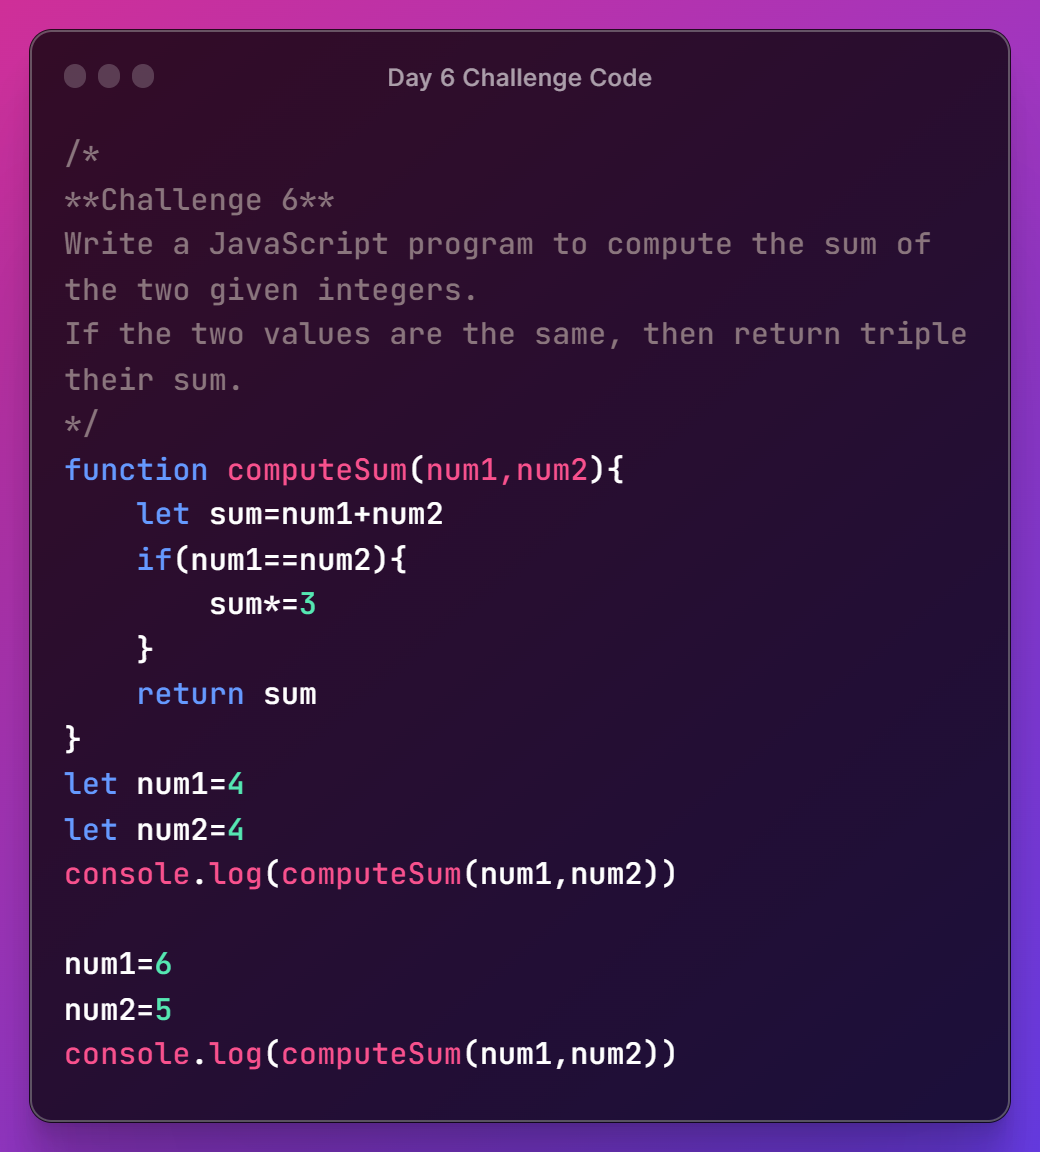 Day 6 Challenge Code
/*
**Challenge 6**
Write a JavaScript program to compute the sum of
the two given integers.
If the two values are the same, then return triple
their sum.
*/
function computeSum(num1,num2){
    let sum=num1+num2
    if(num1==num2){
        sum*=3
    }
    return sum
}
let num1=4
let num2=4
console.log(computeSum(num1,num2))

num1=6
num2=5
console.log(computeSum(num1,num2))